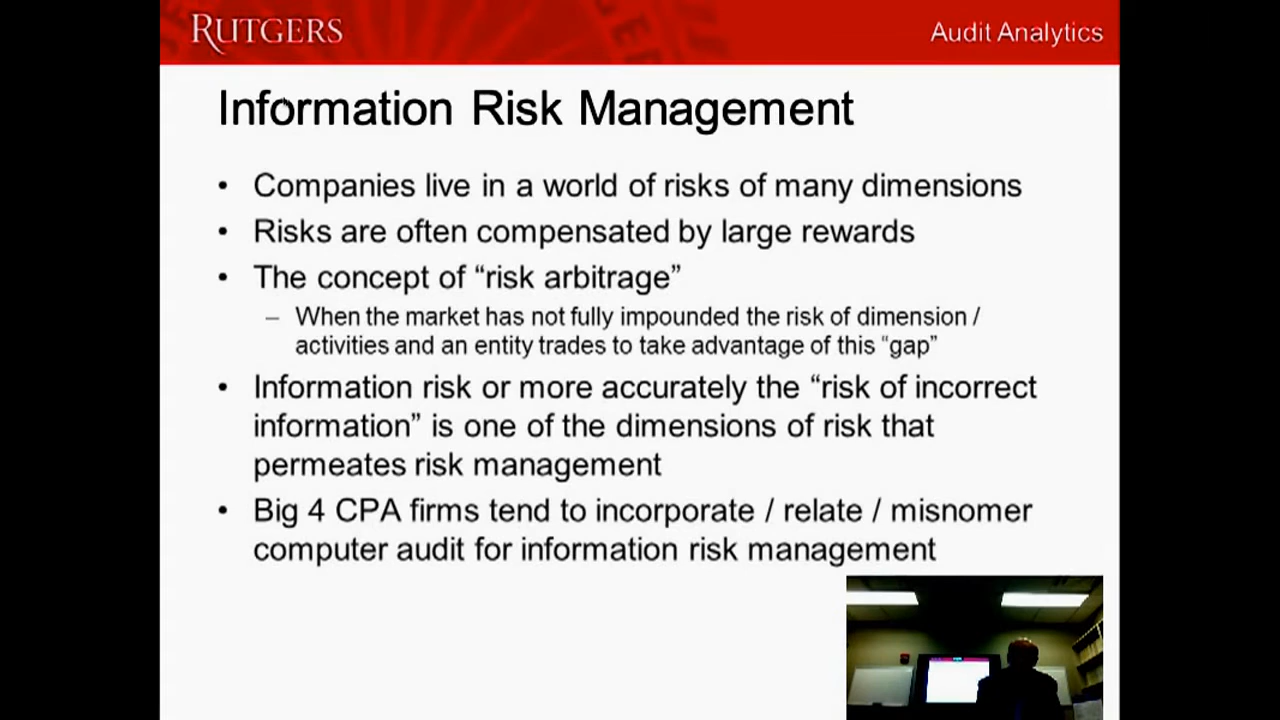 RUTGERS
Audit Analytics
Information Risk Management
• Companies live in a world of risks of many dimensions
• Risks are often compensated by large rewards
• The concept of “risk arbitrage”
– When the market has not fully impounded the risk of dimension /
activities and an entity trades to take advantage of this “gap”
• Information risk or more accurately the “risk of incorrect
information” is one of the dimensions of risk that
permeates risk management
• Big 4 CPA firms tend to incorporate / relate / misnomer
computer audit for information risk management